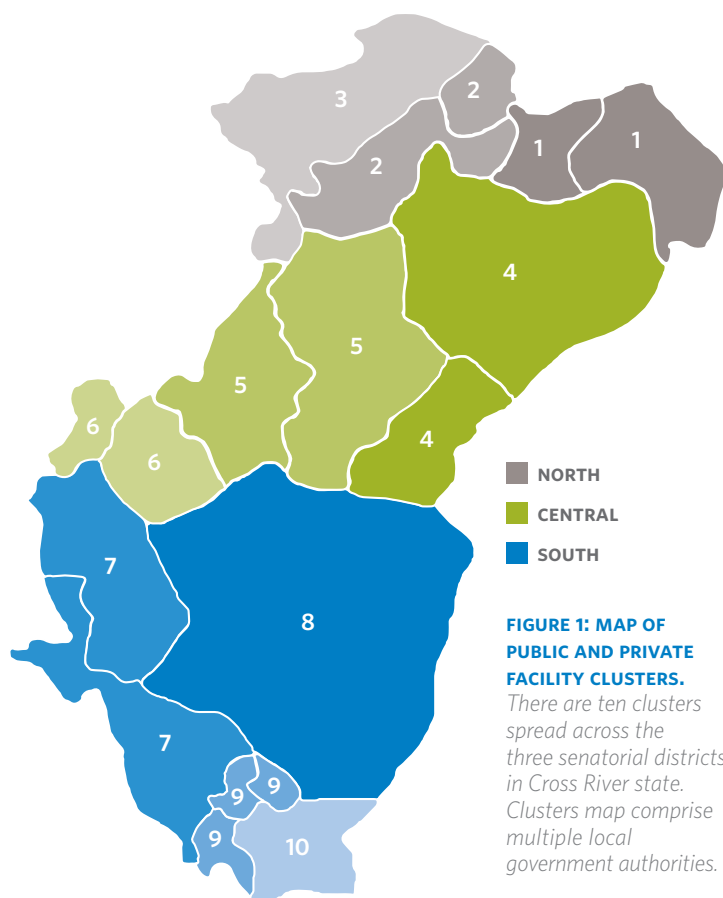 3
2
1
1
2
4
5
5
4
6
6
7
8
7
9
9
9
10
NORTH
CENTRAL
SOUTH
FIGURE 1: MAP OF
PUBLIC AND PRIVATE
FACILITY CLUSTERS.
There are ten clusters
spread across the
three senatorial districts
in Cross River state.
Clusters map comprise
multiple local
government authorities.